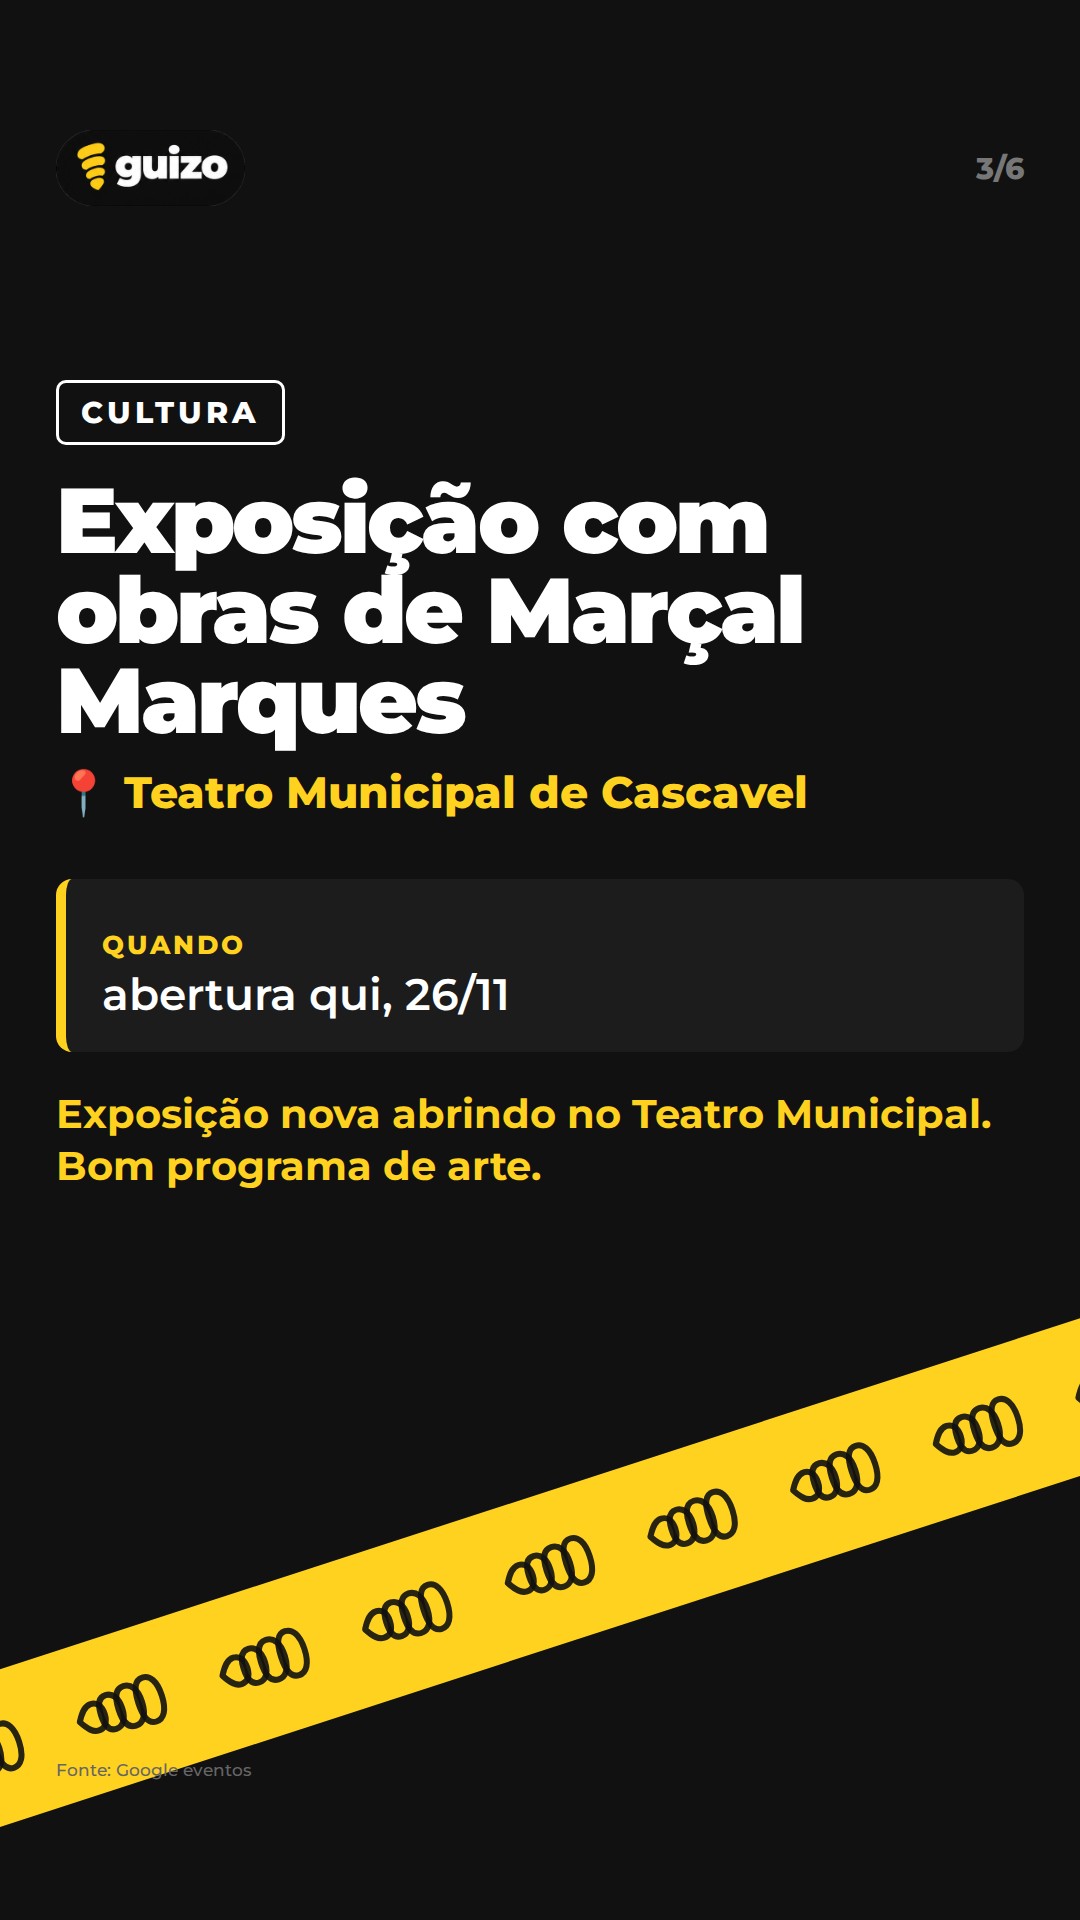 guizo
3/6
CULTURA
Exposição com
obras de Marçal
Marques
📍 Teatro Municipal de Cascavel
QUANDO
abertura qui, 26/11
Exposição nova abrindo no Teatro Municipal.
Bom programa de arte.
Fonte: Google eventos